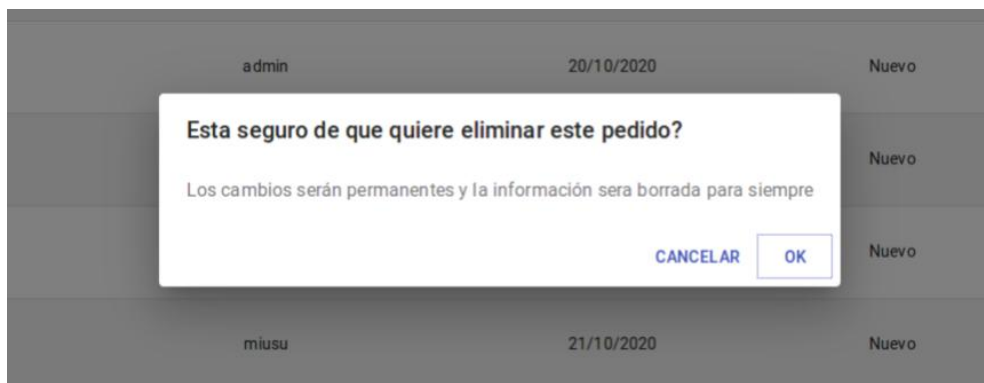 admin 20/10/2020 Nuevo
Esta seguro de que quiere eliminar este pedido?
Nuevo
Los cambios serán permanentes y la información sera borrada para siempre
CANCELAR OK Nuevo
miusu 21/10/2020 Nuevo